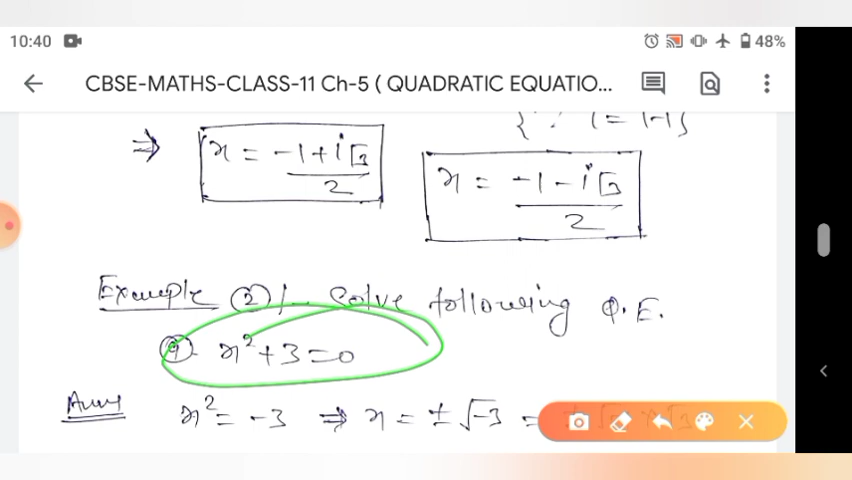 10:40 48%
CBSE-MATHS-CLASS-11 Ch-5 ( QUADRATIC EQUATIO...
⇒ x = -1+i√3/2
x = -1-i√3/2
Example ② /- Solve following Q.E.
x²+3=0
Ans x² = -3 ⇒ x = ± √-3 =